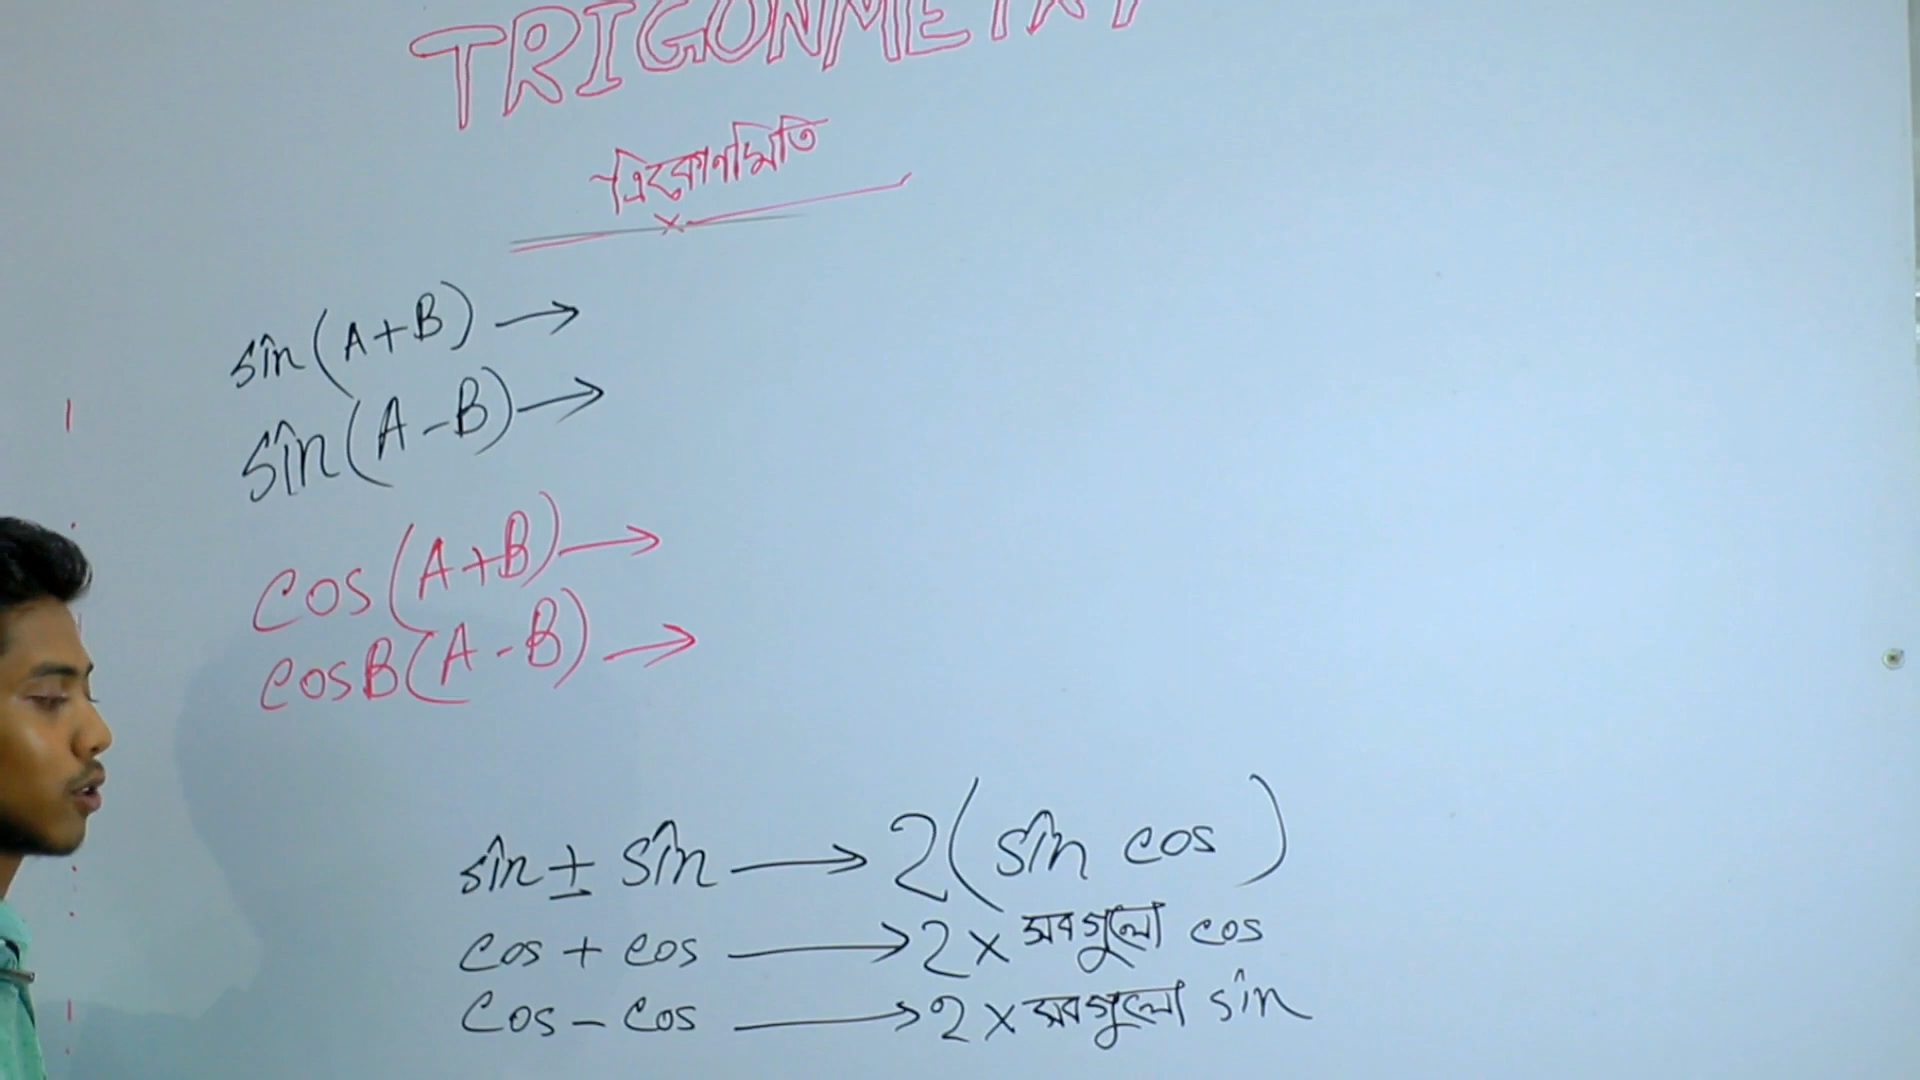 TRIGONMETRY
ত্রিকোণমিতি
sin(A+B) →
sin(A-B) →
cos(A+B) →
cosB(A-B) →
sin ± sin → 2(sin cos)
cos + cos → 2 × সবগুলো cos
cos - cos → 2 × সবগুলো sin